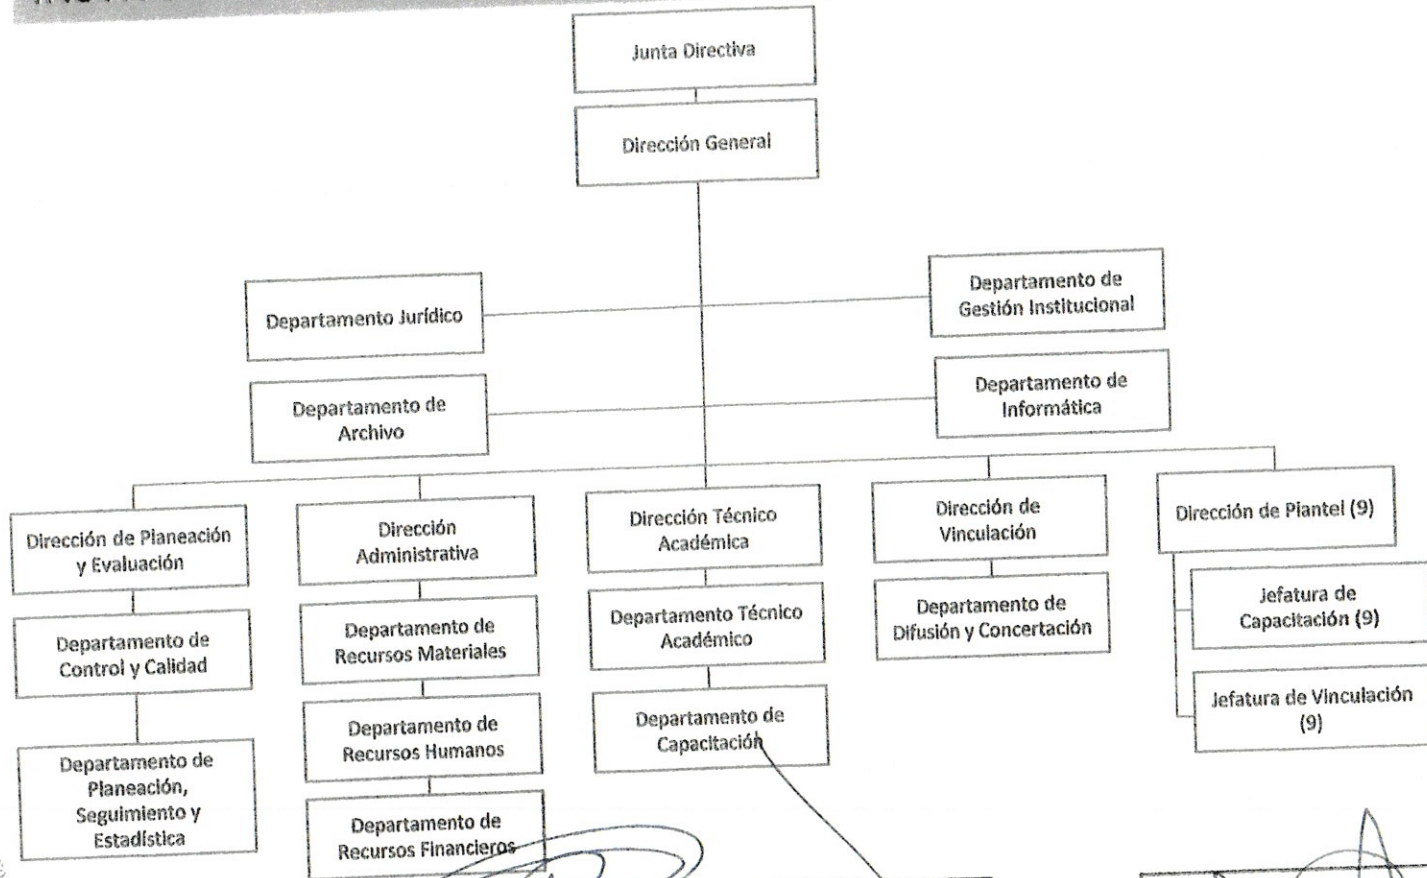 Junta Directiva
Dirección General
Departamento Jurídico
Departamento de
Gestión Institucional
Departamento de
Archivo
Departamento de
Informática
Dirección de Planeación
y Evaluación
Dirección
Administrativa
Dirección Técnico
Académica
Dirección de
Vinculación
Dirección de Plantel (9)
Departamento de
Control y Calidad
Departamento de
Recursos Materiales
Departamento Técnico
Académico
Departamento de
Difusión y Concertación
Jefatura de
Capacitación (9)
Departamento de
Planeación,
Seguimiento y
Estadística
Departamento de
Recursos Humanos
Departamento de
Capacitación
Jefatura de Vinculación
(9)
Departamento de
Recursos Financieros